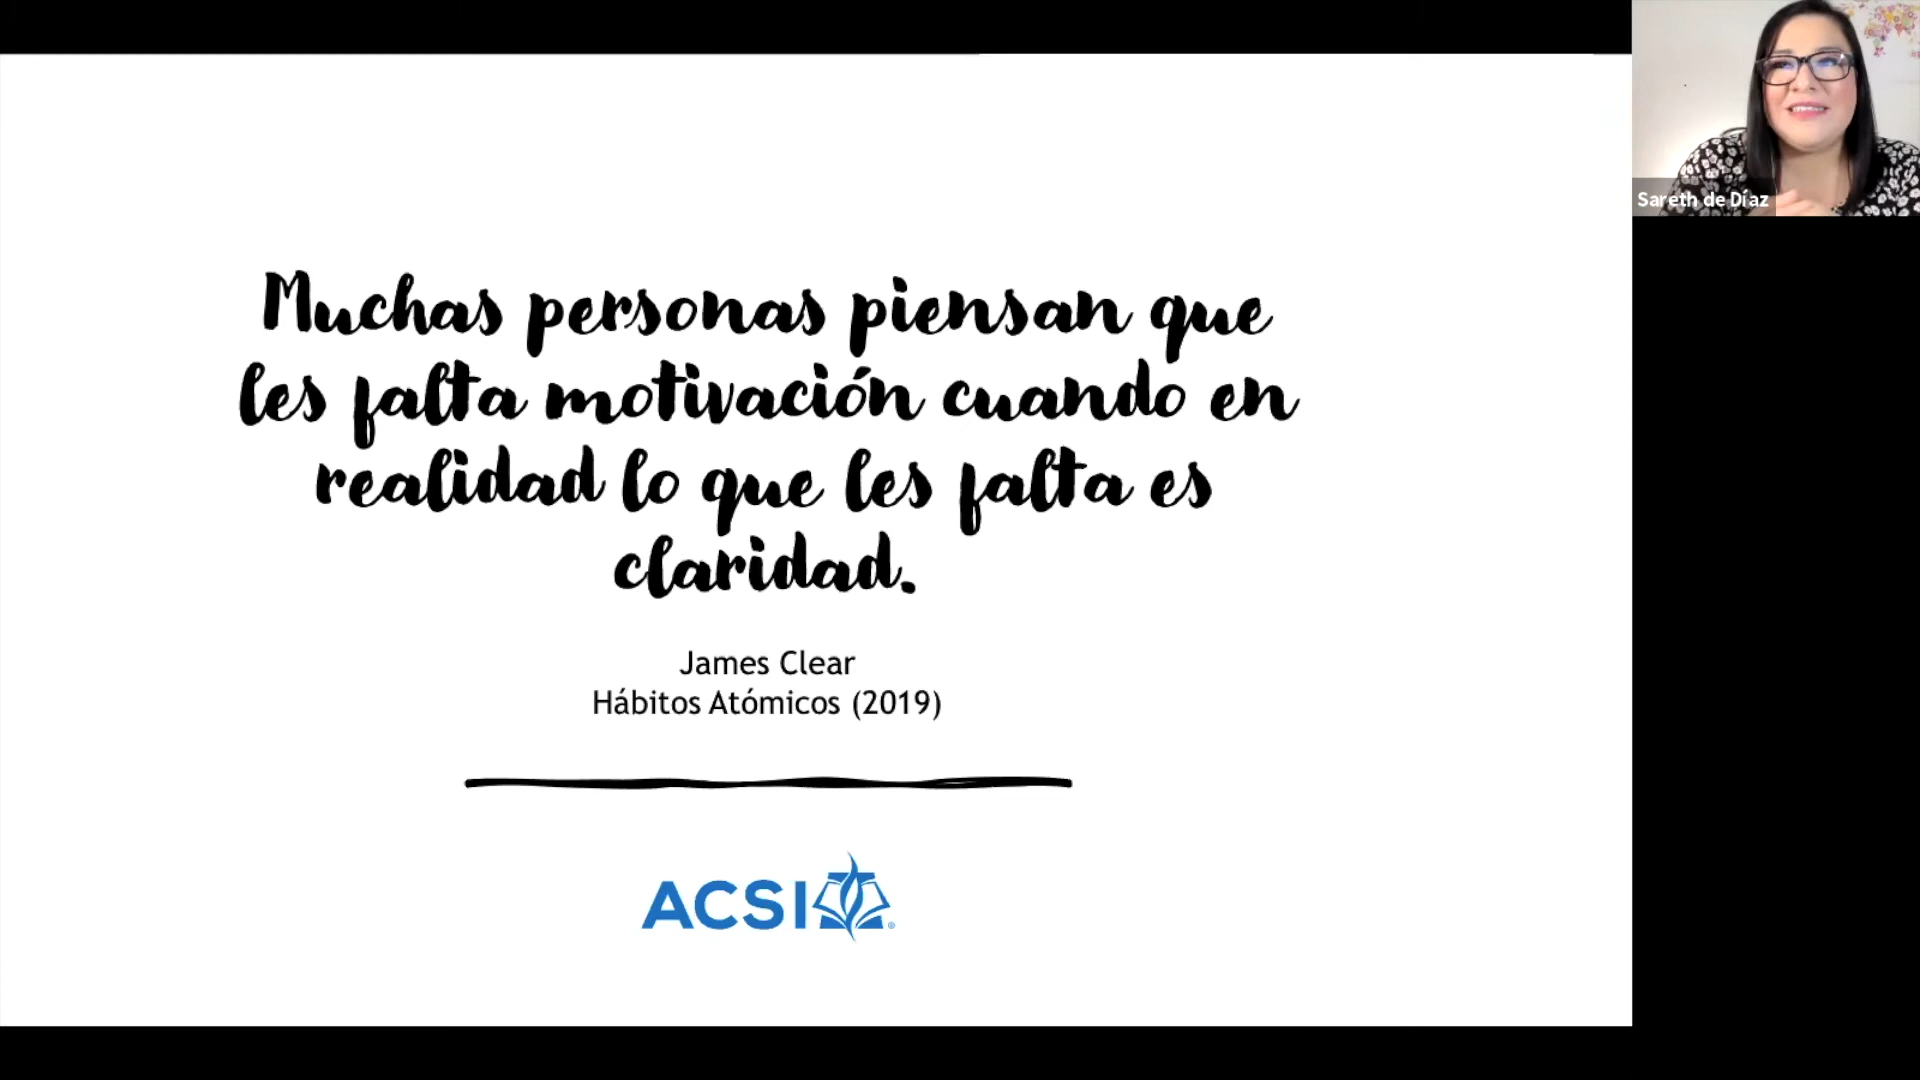 Muchas personas piensan que
les falta motivación cuando en
realidad lo que les falta es
claridad.
James Clear
Hábitos Atómicos (2019)
ACSI
Sareth de Díaz